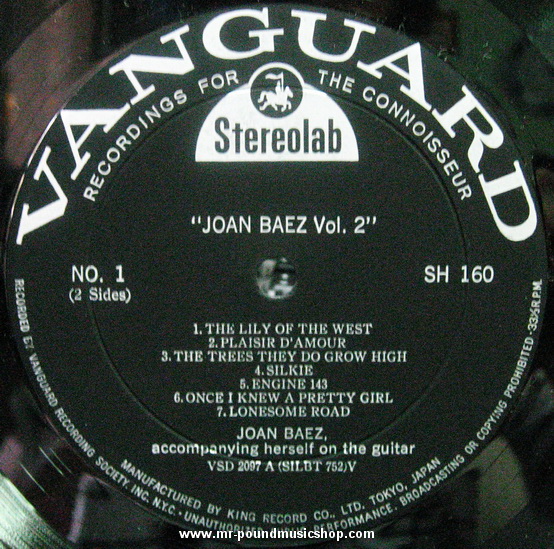 VANGUARD
RECORDINGS FOR THE CONNOISSEUR
Stereolab
"JOAN BAEZ Vol. 2"
NO. 1
(2 Sides)
SH 160
1. THE LILY OF THE WEST
2. PLAISIR D'AMOUR
3. THE TREES THEY DO GROW HIGH
4. SILKIE
5. ENGINE 143
6. ONCE I KNEW A PRETTY GIRL
7. LONESOME ROAD
JOAN BAEZ,
accompanying herself on the guitar
VSD 2097 A (SILBT 752)V
MANUFACTURED BY KING RECORD CO., LTD. TOKYO, JAPAN
RECORDED BY VANGUARD RECORDING SOCIETY, INC. N.Y.C. · UNAUTHORIZED PERFORMANCE, BROADCASTING OR COPYING PROHIBITED - 33⅓ R.P.M.
www.mr-poundmusicshop.com